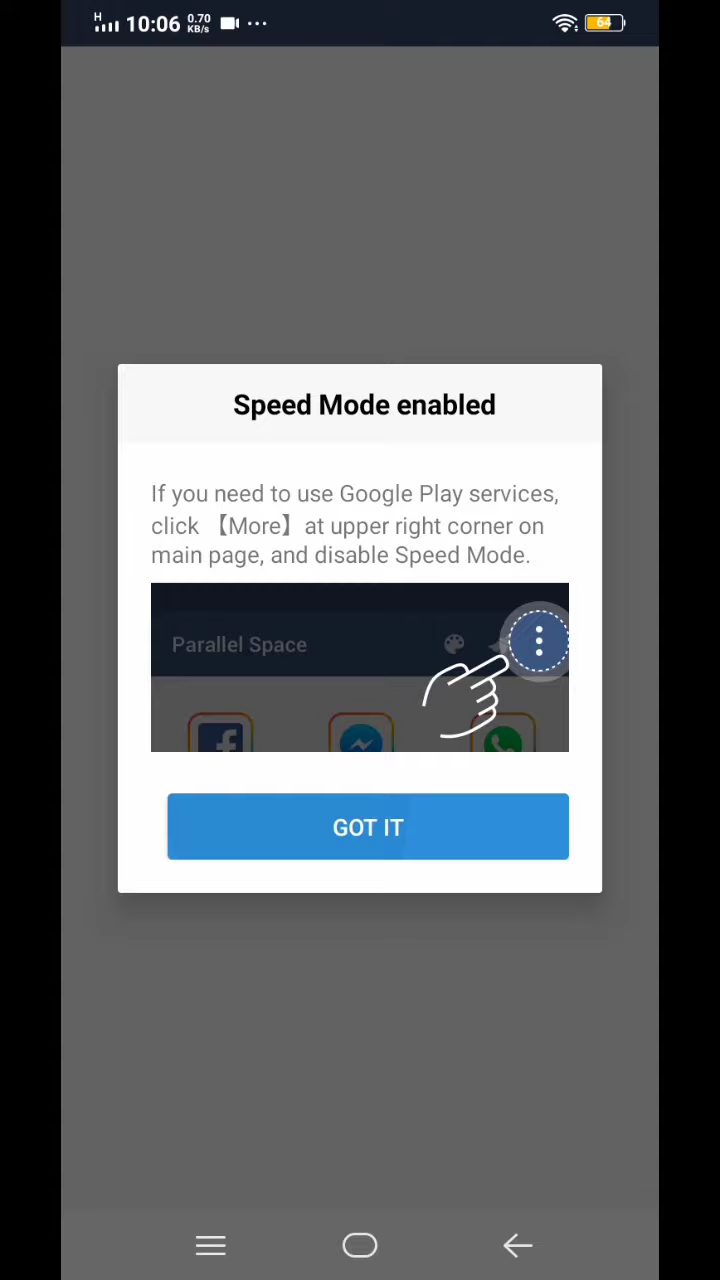 H 10:06 0.70 KB/s ... 64
Speed Mode enabled
If you need to use Google Play services,
click 【More】 at upper right corner on
main page, and disable Speed Mode.
Parallel Space
GOT IT